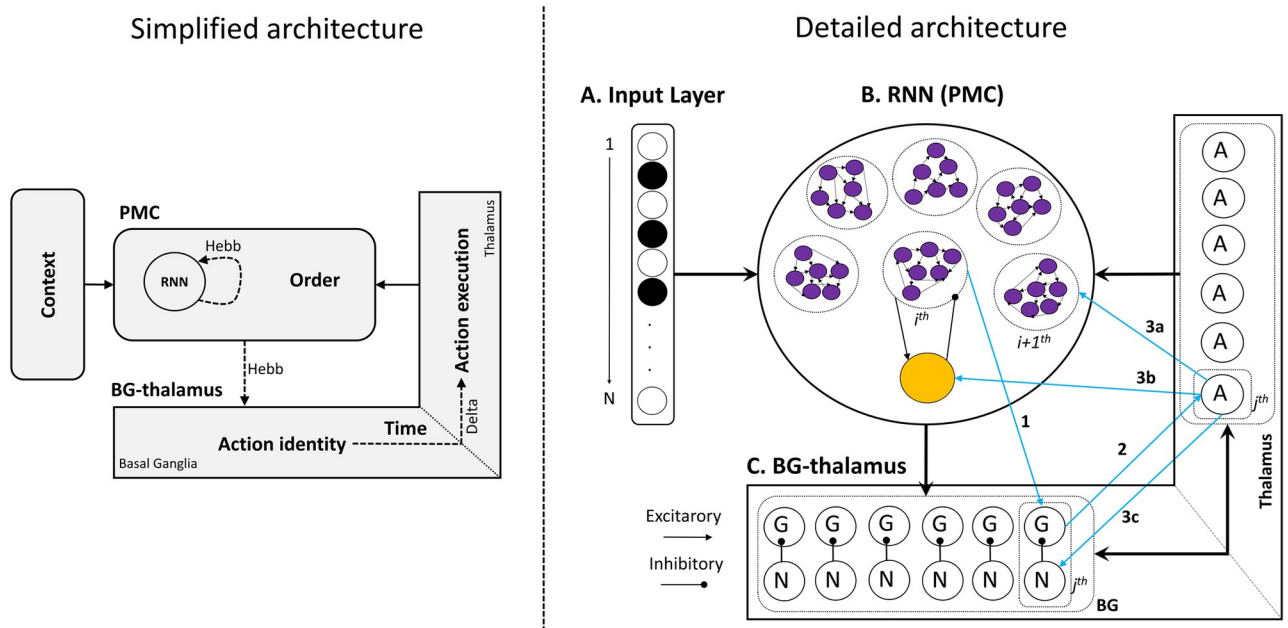 Simplified architecture
Context
PMC
Hebb
RNN
Order
Hebb
BG-thalamus
Thalamus
Action execution
Delta
Time
Action identity
Basal Ganglia
Detailed architecture
A. Input Layer
1
.
.
.
N
B. RNN (PMC)
i th
i+1 th
1
2
3a
3b
3c
A
A
A
A
A
A
j th
Thalamus
C. BG-thalamus
Excitarory
Inhibitory
G G G G G G
N N N N N N
j th
BG